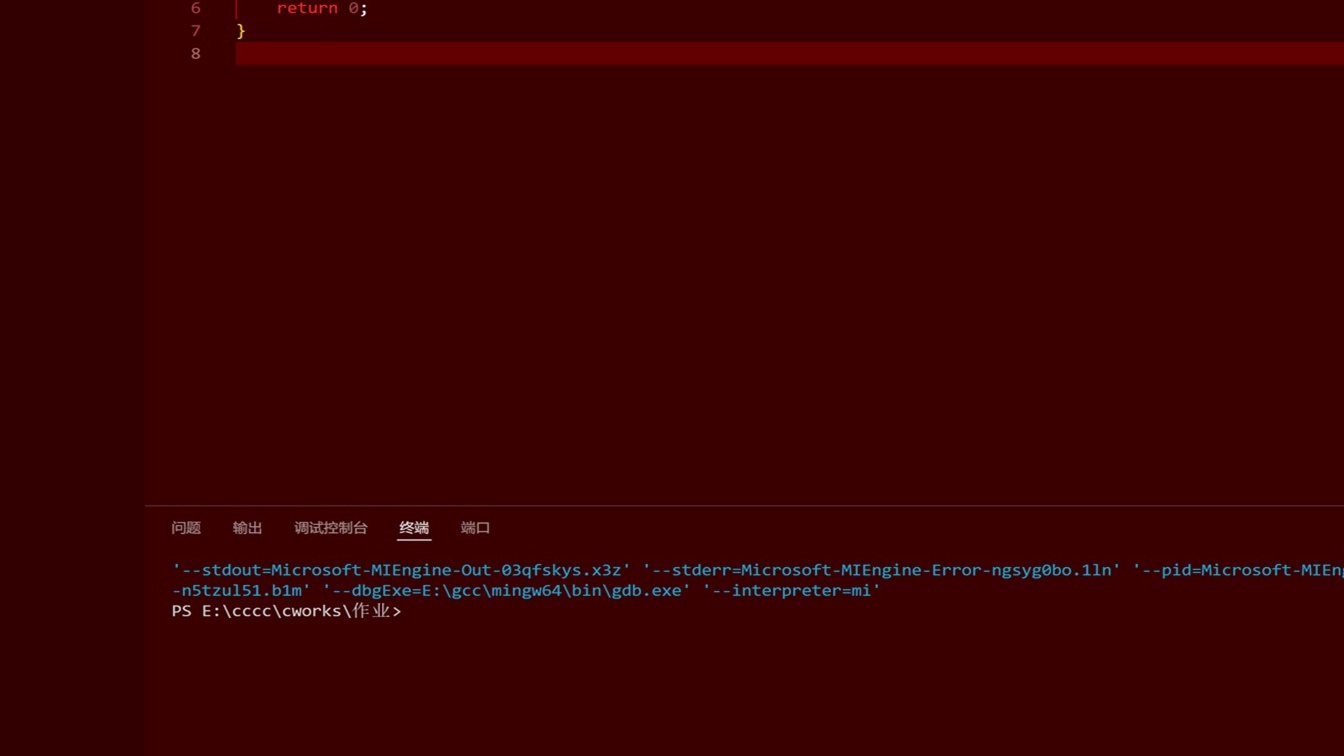 6 return 0;
7 }
8
问题 输出 调试控制台 终端 端口
'--stdout=Microsoft-MIEngine-Out-03qfskys.x3z' '--stderr=Microsoft-MIEngine-Error-ngsyg0bo.1ln' '--pid=Microsoft-MIEng
-n5tzul51.b1m' '--dbgExe=E:\gcc\mingw64\bin\gdb.exe' '--interpreter=mi'
PS E:\cccc\cworks\作业>